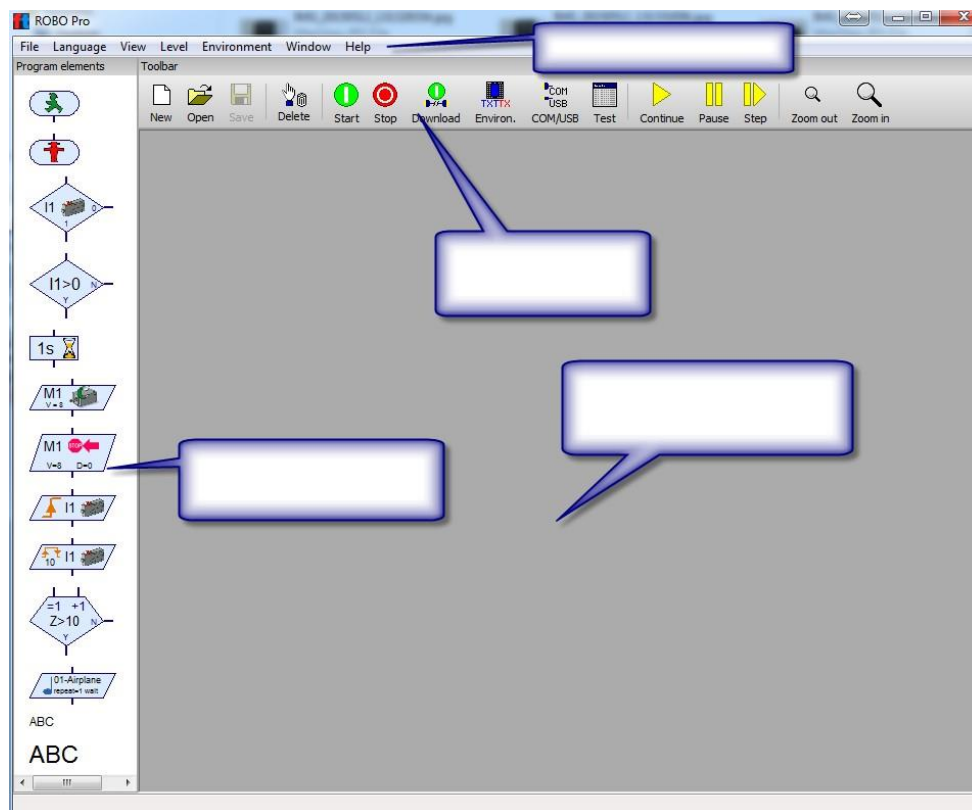 ROBO Pro
File Language View Level Environment Window Help
Program elements
Toolbar
New Open Save Delete Start Stop Download Environ. COM/USB Test Continue Pause Step Zoom out Zoom in
TXT TX
COM
USB
I1 0
1
I1>0 N
Y
1s
M1
V=8
M1 STOP
V=8 D=0
I1
10 I1
=1 +1
Z>10 N
Y
01-Airplane
repeat=1 wait
ABC
ABC